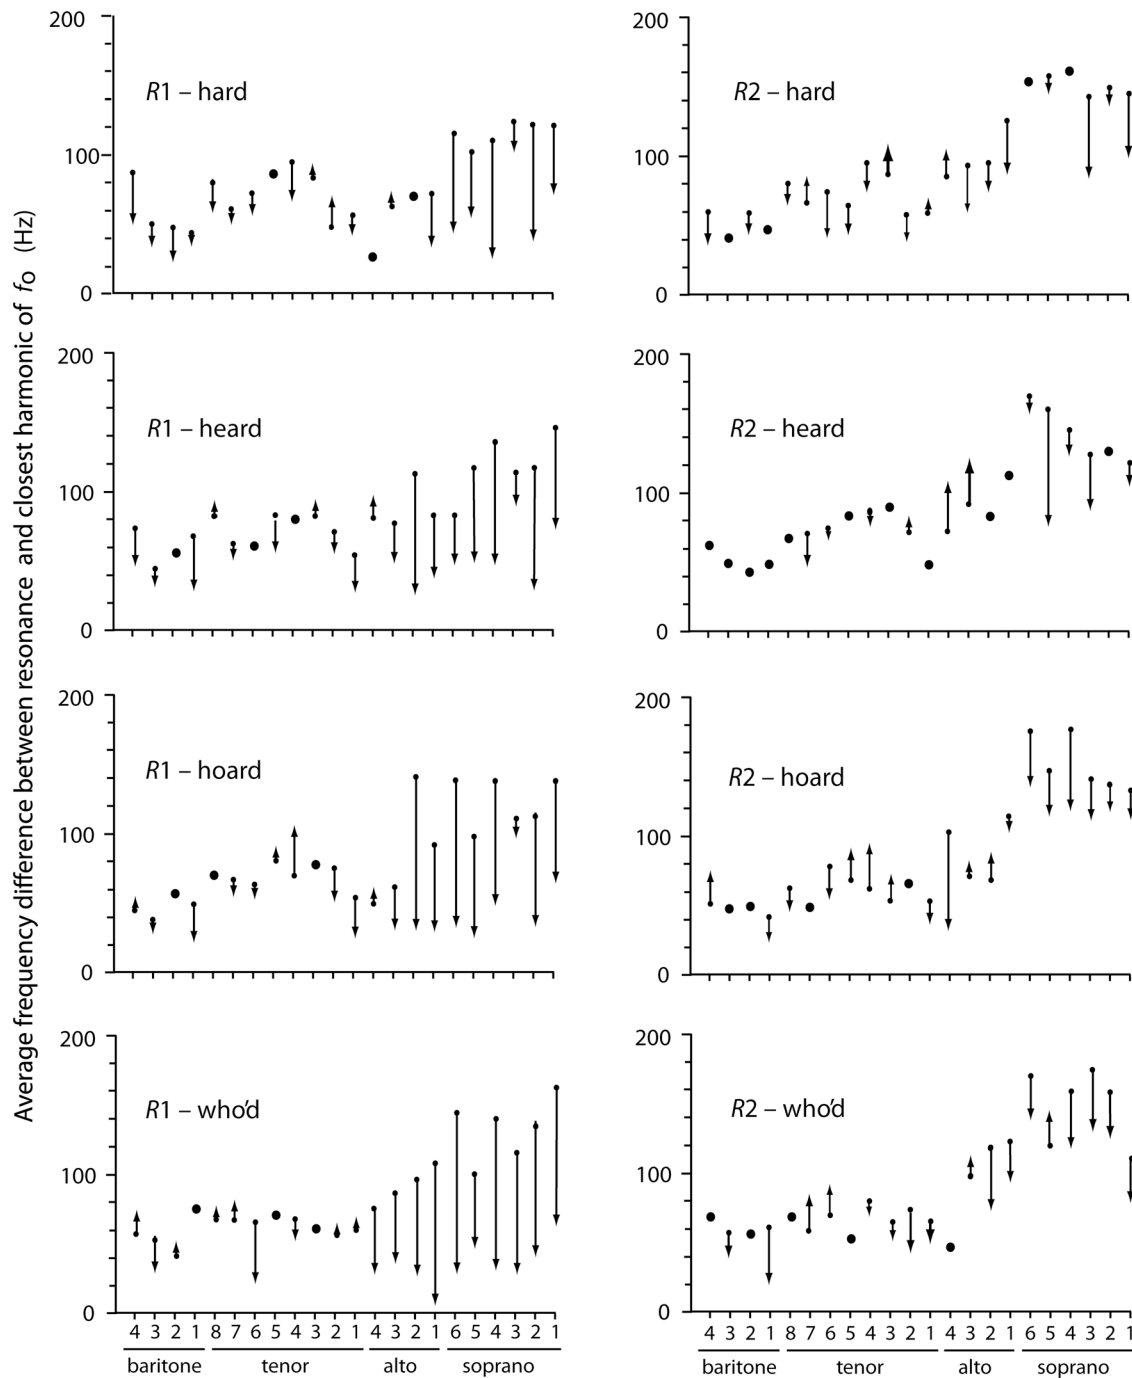 Average frequency difference between resonance and closest harmonic of fo (Hz)
200
R1 – hard
100
0
200
R2 – hard
100
0
200
R1 – heard
100
0
200
R2 – heard
100
0
200
R1 – hoard
100
0
200
R2 – hoard
100
0
200
R1 – who'd
100
0
4 3 2 1 8 7 6 5 4 3 2 1 4 3 2 1 6 5 4 3 2 1
baritone tenor alto soprano
200
R2 – who'd
100
0
4 3 2 1 8 7 6 5 4 3 2 1 4 3 2 1 6 5 4 3 2 1
baritone tenor alto soprano